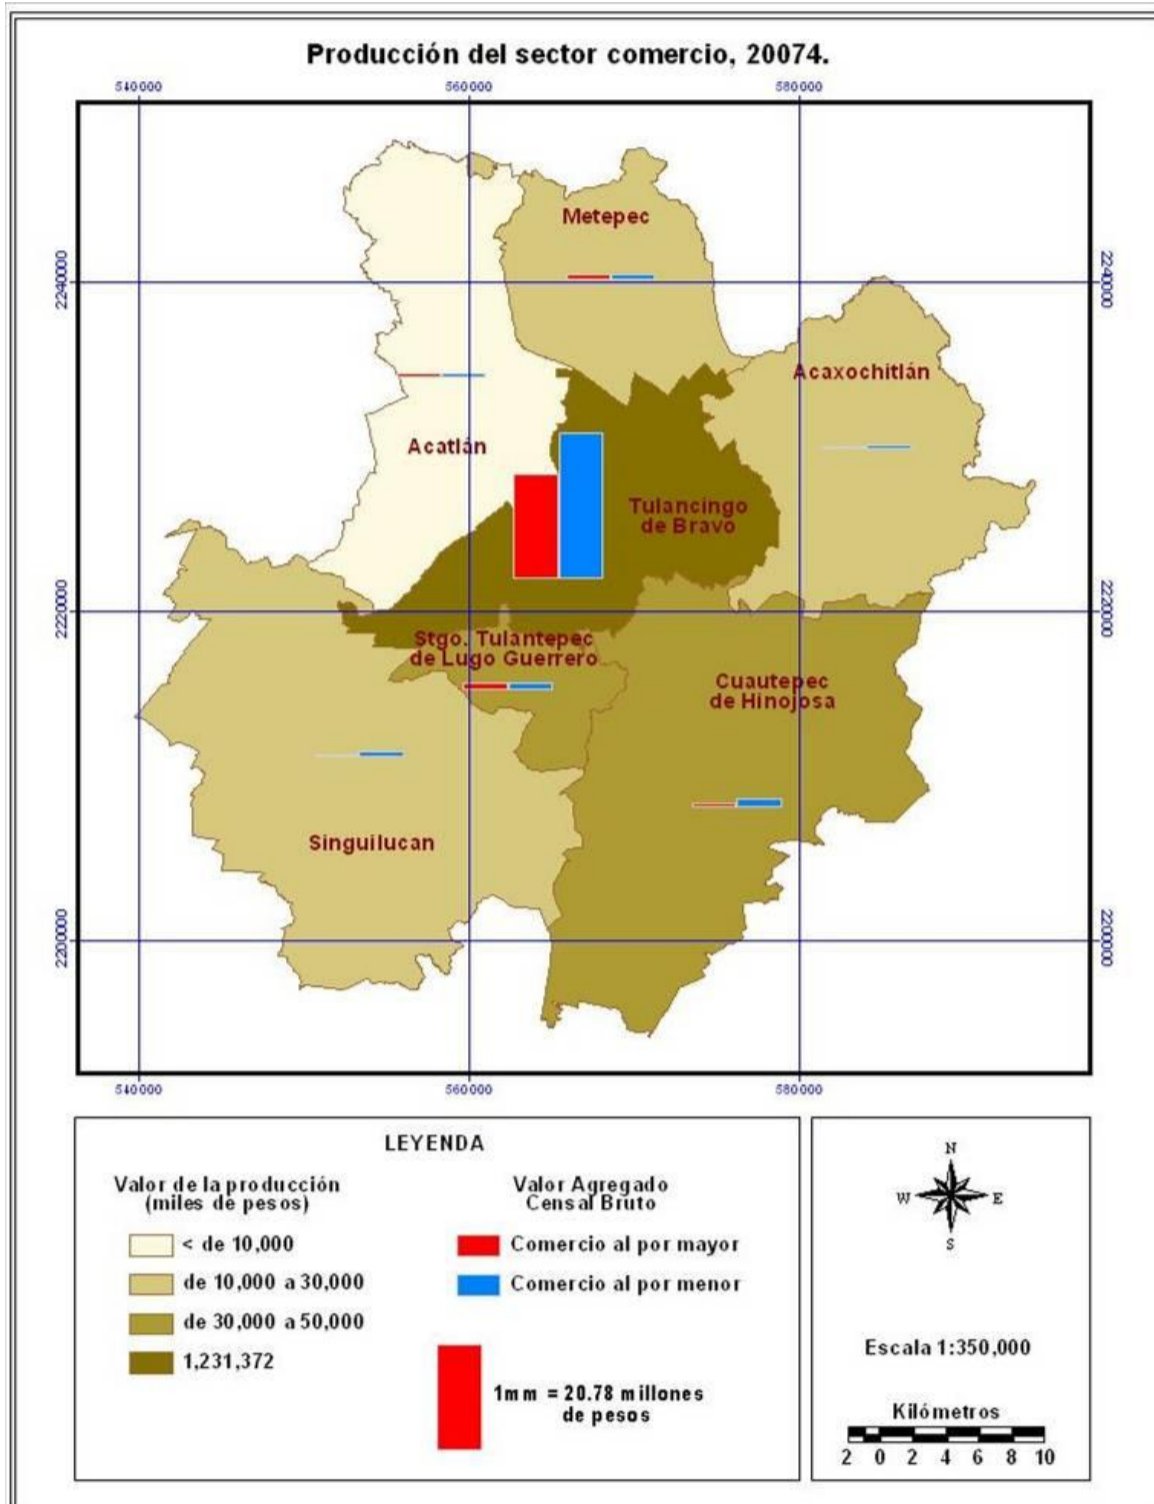 Producción del sector comercio, 20074.
540000
560000
580000
2240000
2240000
Metepec
Acaxochitlán
Acatlán
Tulancingo
de Bravo
2220000
2220000
Stgo. Tulantepec
de Lugo Guerrero
Cuautepec
de Hinojosa
Singuilucan
2200000
2200000
540000
560000
580000
LEYENDA
Valor de la producción
(miles de pesos)
< de 10,000
de 10,000 a 30,000
de 30,000 a 50,000
1,231,372
Valor Agregado
Censal Bruto
Comercio al por mayor
Comercio al por menor
1mm = 20.78 millones
de pesos
N
W
E
S
Escala 1:350,000
Kilómetros
2 0 2 4 6 8 10